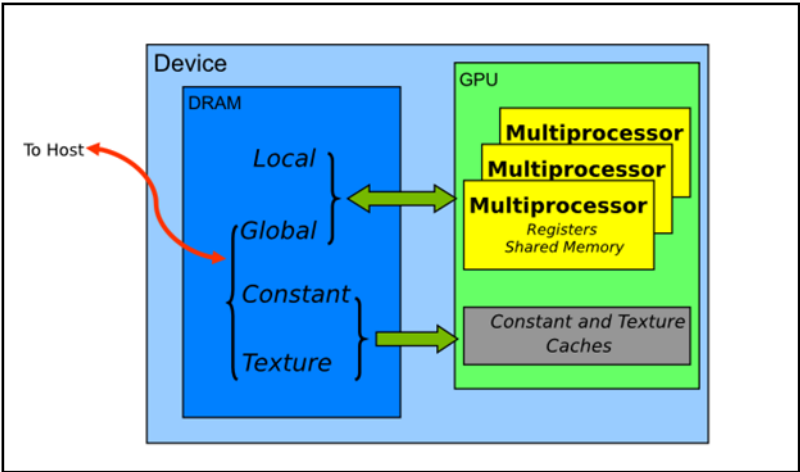 Device
DRAM
To Host
Local
Global
Constant
Texture
GPU
Multiprocessor
Multiprocessor
Multiprocessor
Registers
Shared Memory
Constant and Texture
Caches